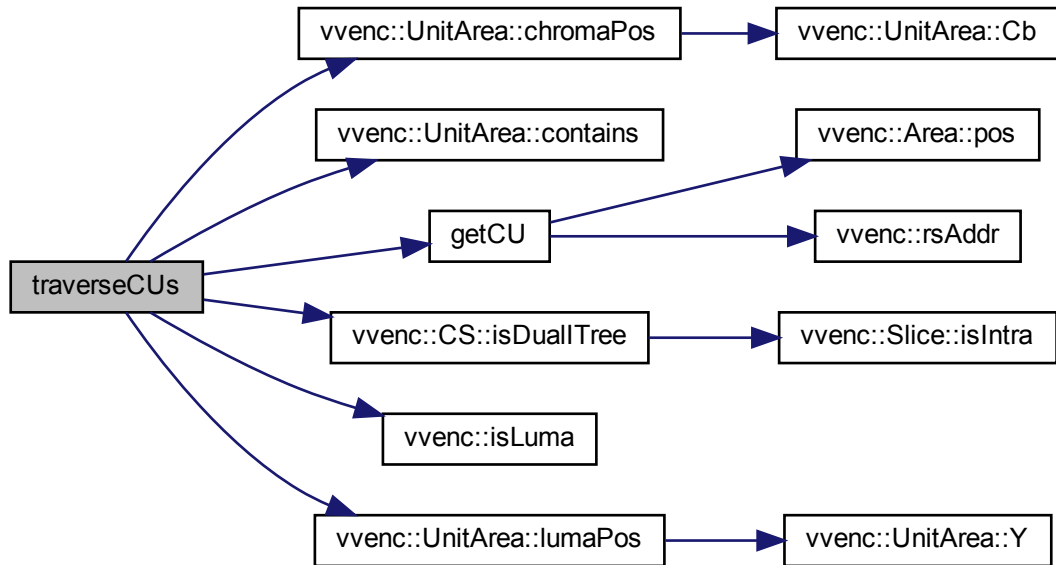 vvenc::UnitArea::chromaPos
vvenc::UnitArea::Cb
vvenc::UnitArea::contains
vvenc::Area::pos
getCU
vvenc::rsAddr
traverseCUs
vvenc::CS::isDualITree
vvenc::Slice::isIntra
vvenc::isLuma
vvenc::UnitArea::lumaPos
vvenc::UnitArea::Y